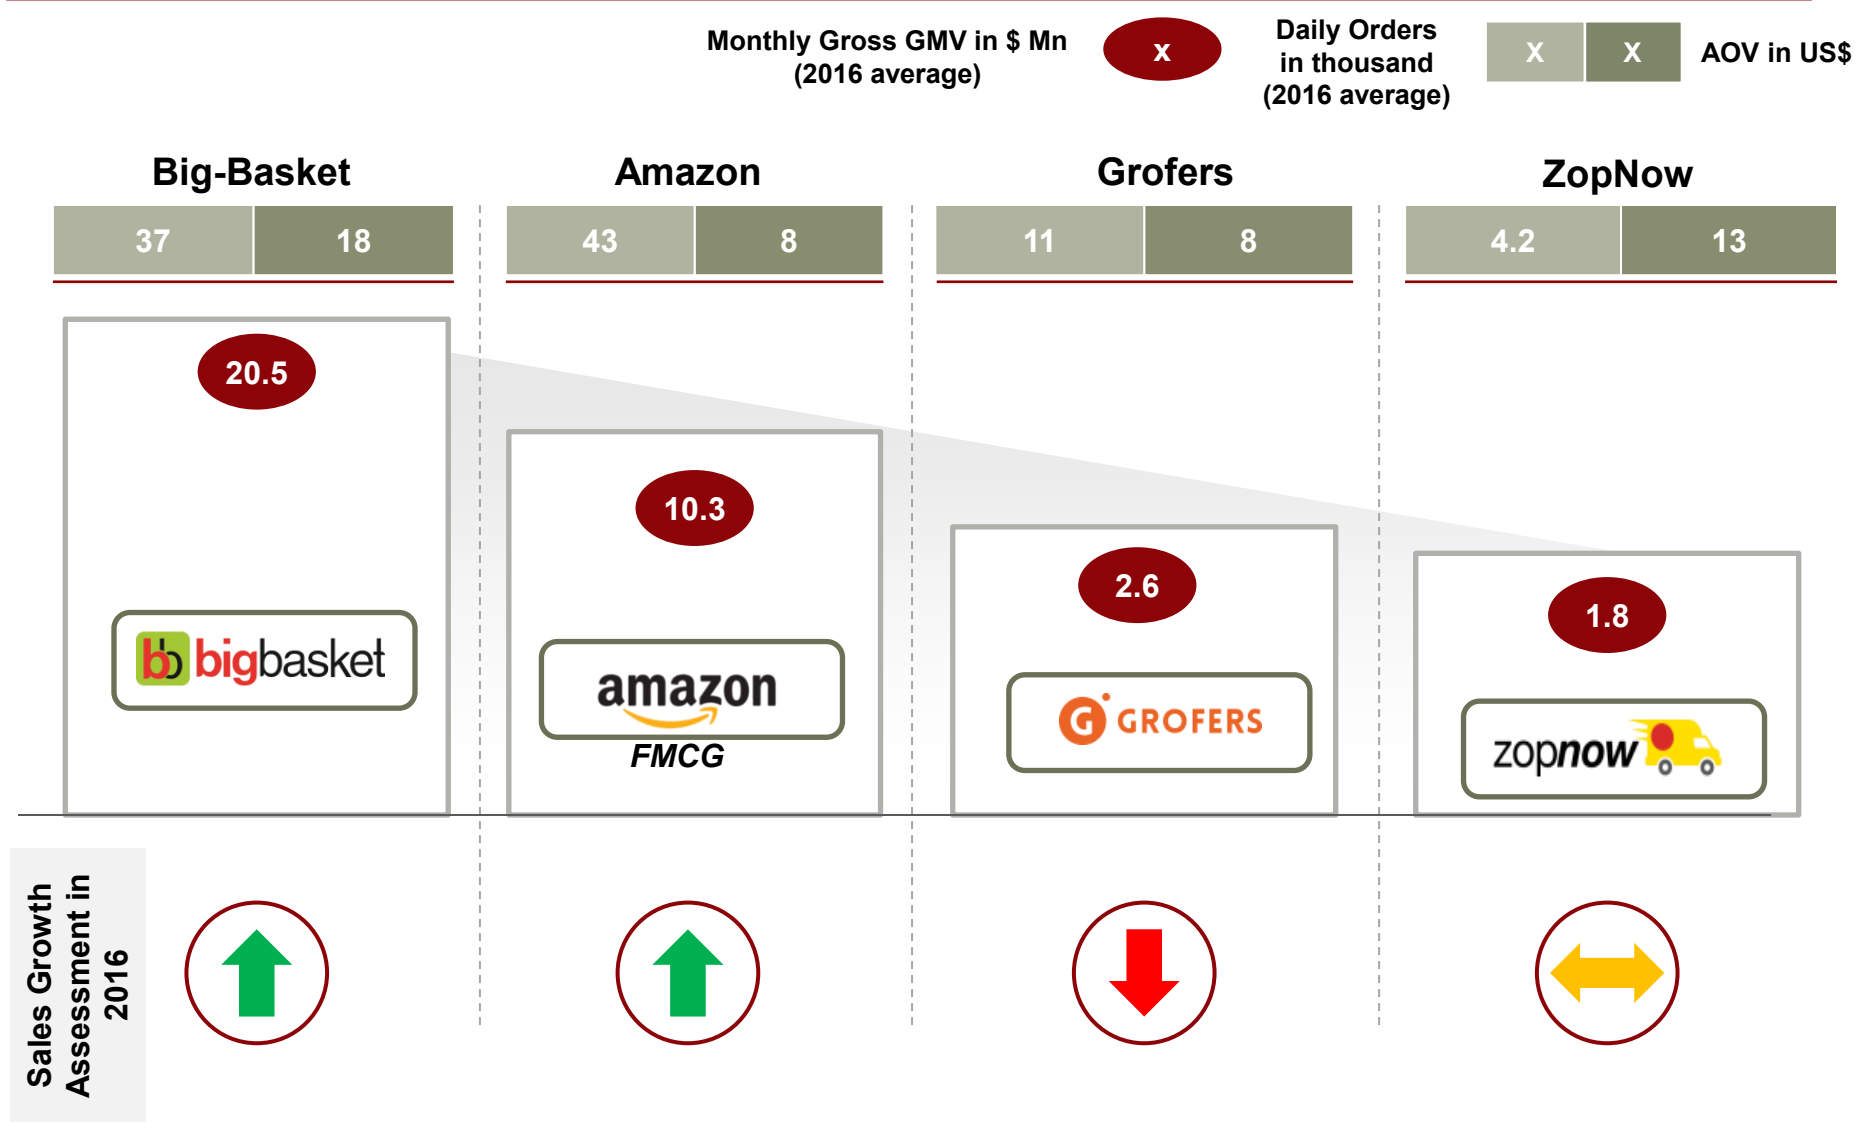 Monthly Gross GMV in $ Mn
(2016 average)
x
Daily Orders
in thousand
(2016 average)
X X
AOV in US$
Big-Basket
Amazon
Grofers
ZopNow
37 18
43 8
11 8
4.2 13
20.5
10.3
2.6
1.8
bb bigbasket
amazon
FMCG
G GROFERS
zopnow
Sales Growth
Assessment in
2016